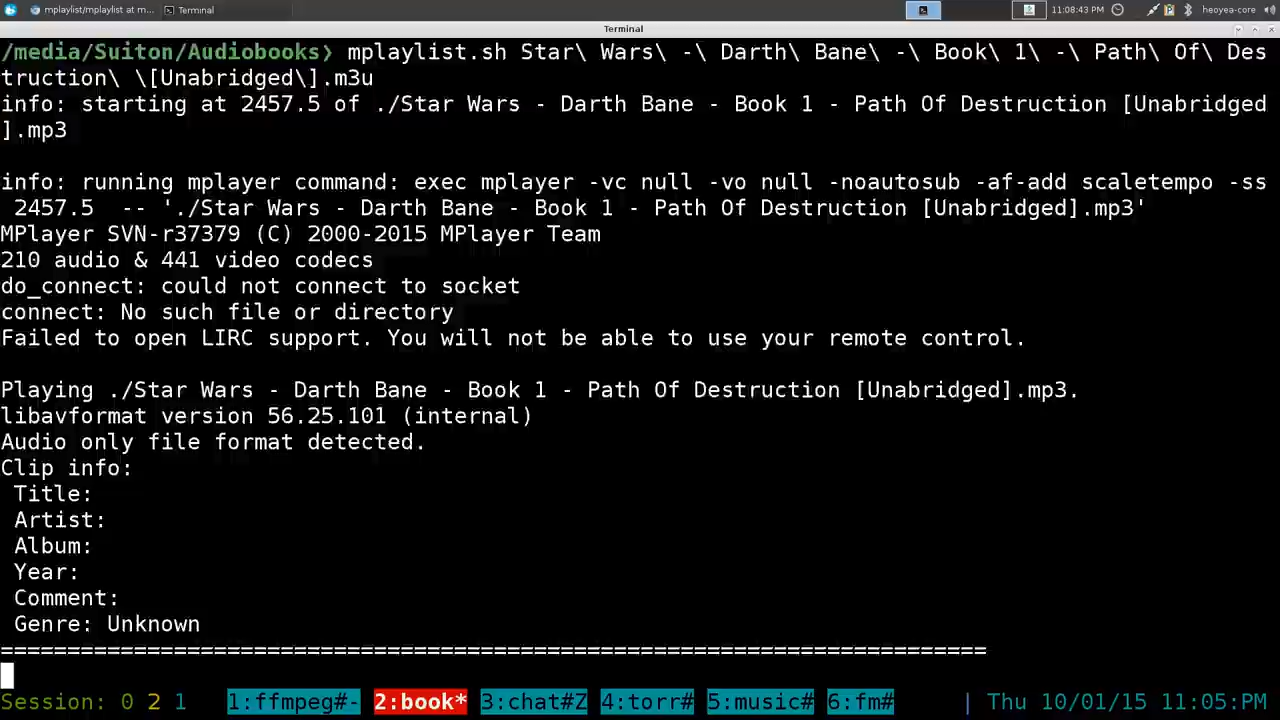 mplaylist/mplaylist at m... Terminal 11:08:43 PM heoyea-core
Terminal
/media/Suiton/Audiobooks❯ mplaylist.sh Star\ Wars\ -\ Darth\ Bane\ -\ Book\ 1\ -\ Path\ Of\ Des
truction\ \[Unabridged\].m3u
info: starting at 2457.5 of ./Star Wars - Darth Bane - Book 1 - Path Of Destruction [Unabridged
].mp3
info: running mplayer command: exec mplayer -vc null -vo null -noautosub -af-add scaletempo -ss
 2457.5  -- './Star Wars - Darth Bane - Book 1 - Path Of Destruction [Unabridged].mp3'
MPlayer SVN-r37379 (C) 2000-2015 MPlayer Team
210 audio & 441 video codecs
do_connect: could not connect to socket
connect: No such file or directory
Failed to open LIRC support. You will not be able to use your remote control.
Playing ./Star Wars - Darth Bane - Book 1 - Path Of Destruction [Unabridged].mp3.
libavformat version 56.25.101 (internal)
Audio only file format detected.
Clip info:
 Title:
 Artist:
 Album:
 Year:
 Comment:
 Genre: Unknown
==========================================================================
Session: 0 2 1 1:ffmpeg#- 2:book* 3:chat#Z 4:torr# 5:music# 6:fm# | Thu 10/01/15 11:05:PM